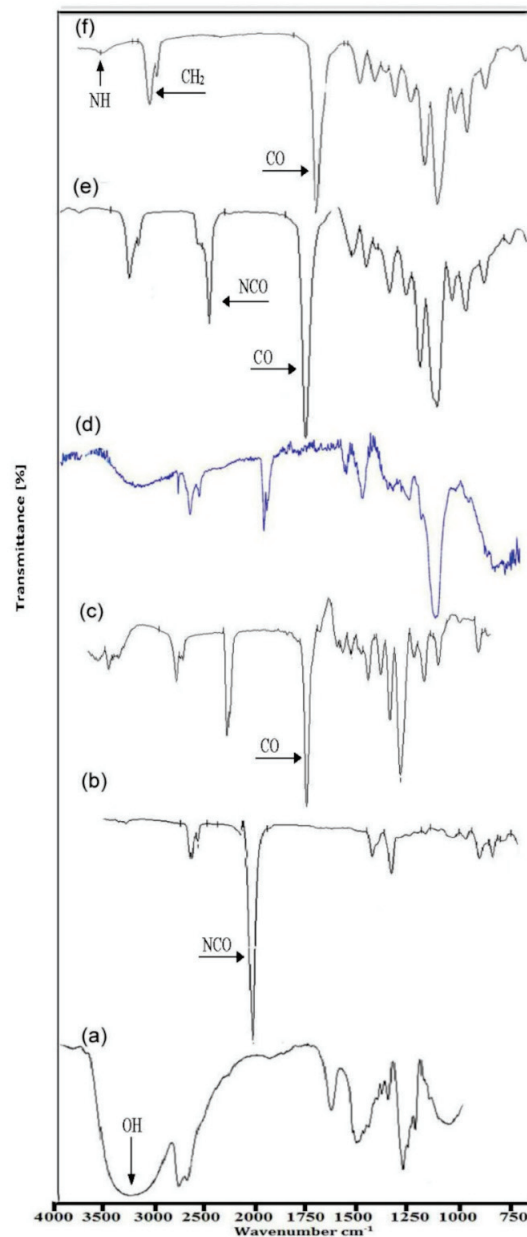 (f)
NH
CH2
CO
(e)
NCO
CO
(d)
(c)
CO
(b)
NCO
(a)
OH
Transmittance [%]
4000 3500 3000 2500 2000 1750 1500 1250 1000 750
Wavenumber cm-1